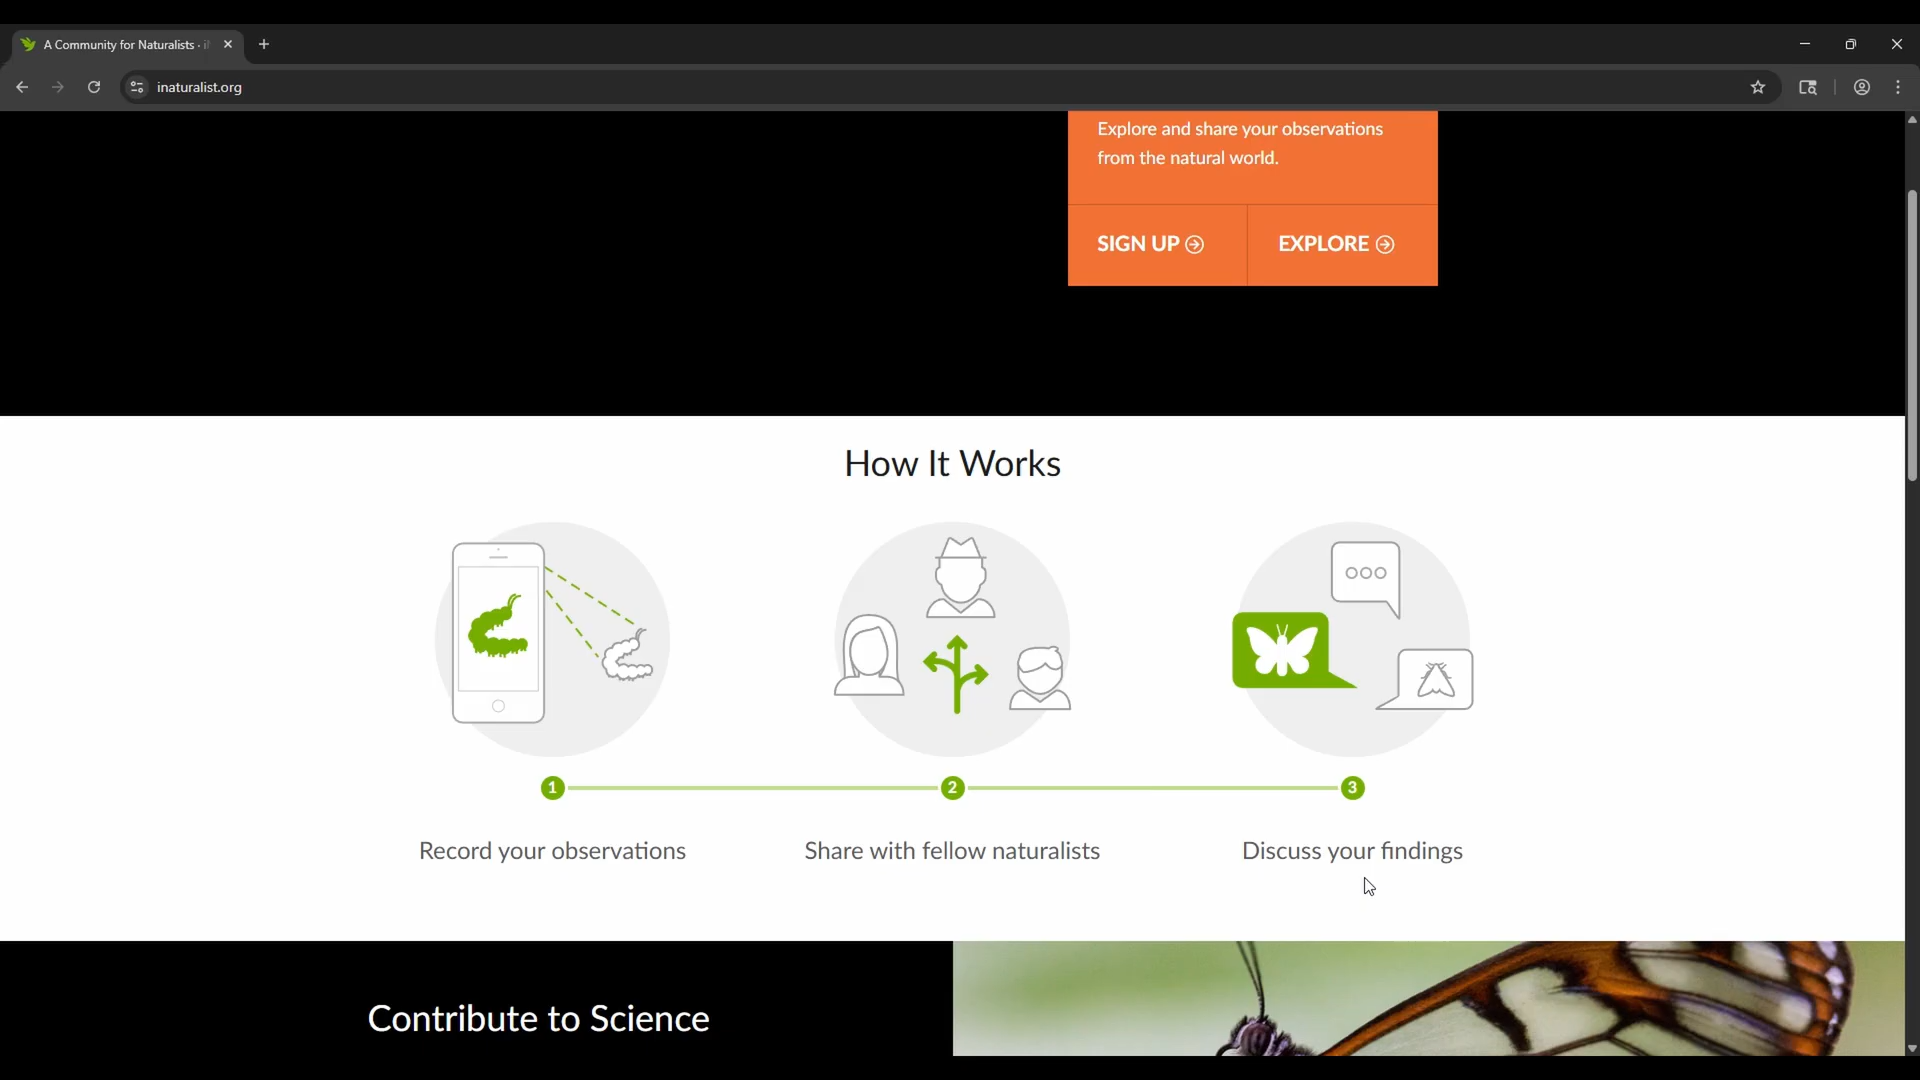 A Community for Naturalists ·
inaturalist.org
Explore and share your observations
from the natural world.
SIGN UP
EXPLORE
How It Works
1
2
3
Record your observations
Share with fellow naturalists
Discuss your findings
Contribute to Science